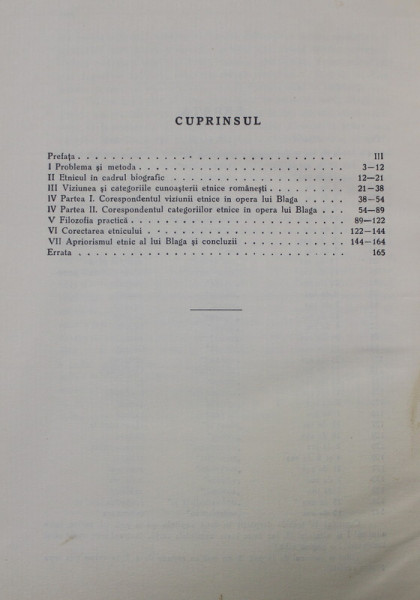 CUPRINSUL
Prefața . . . . . . . . . . . . . . . . . . . . . . . . III
I Problema și metoda . . . . . . . . . . . . . . . . . . 3—12
II Etnicul in cadrul biografic . . . . . . . . . . . . . . . 12—21
III Viziunea și categoriile cunoașterii etnice românești . . . . . . . 21—38
IV Partea I. Corespondentul viziunii etnice in opera lui Blaga . . . . 38—54
IV Partea II. Corespondentul categoriilor etnice in opera lui Blaga . . . 54—89
V Filozofia practică . . . . . . . . . . . . . . . . . . . 89—122
VI Corectarea etnicului . . . . . . . . . . . . . . . . . . 122—144
VII Apriorismul etnic al lui Blaga și concluzii . . . . . . . . . . 144—164
Errata . . . . . . . . . . . . . . . . . . . . . . . . 165